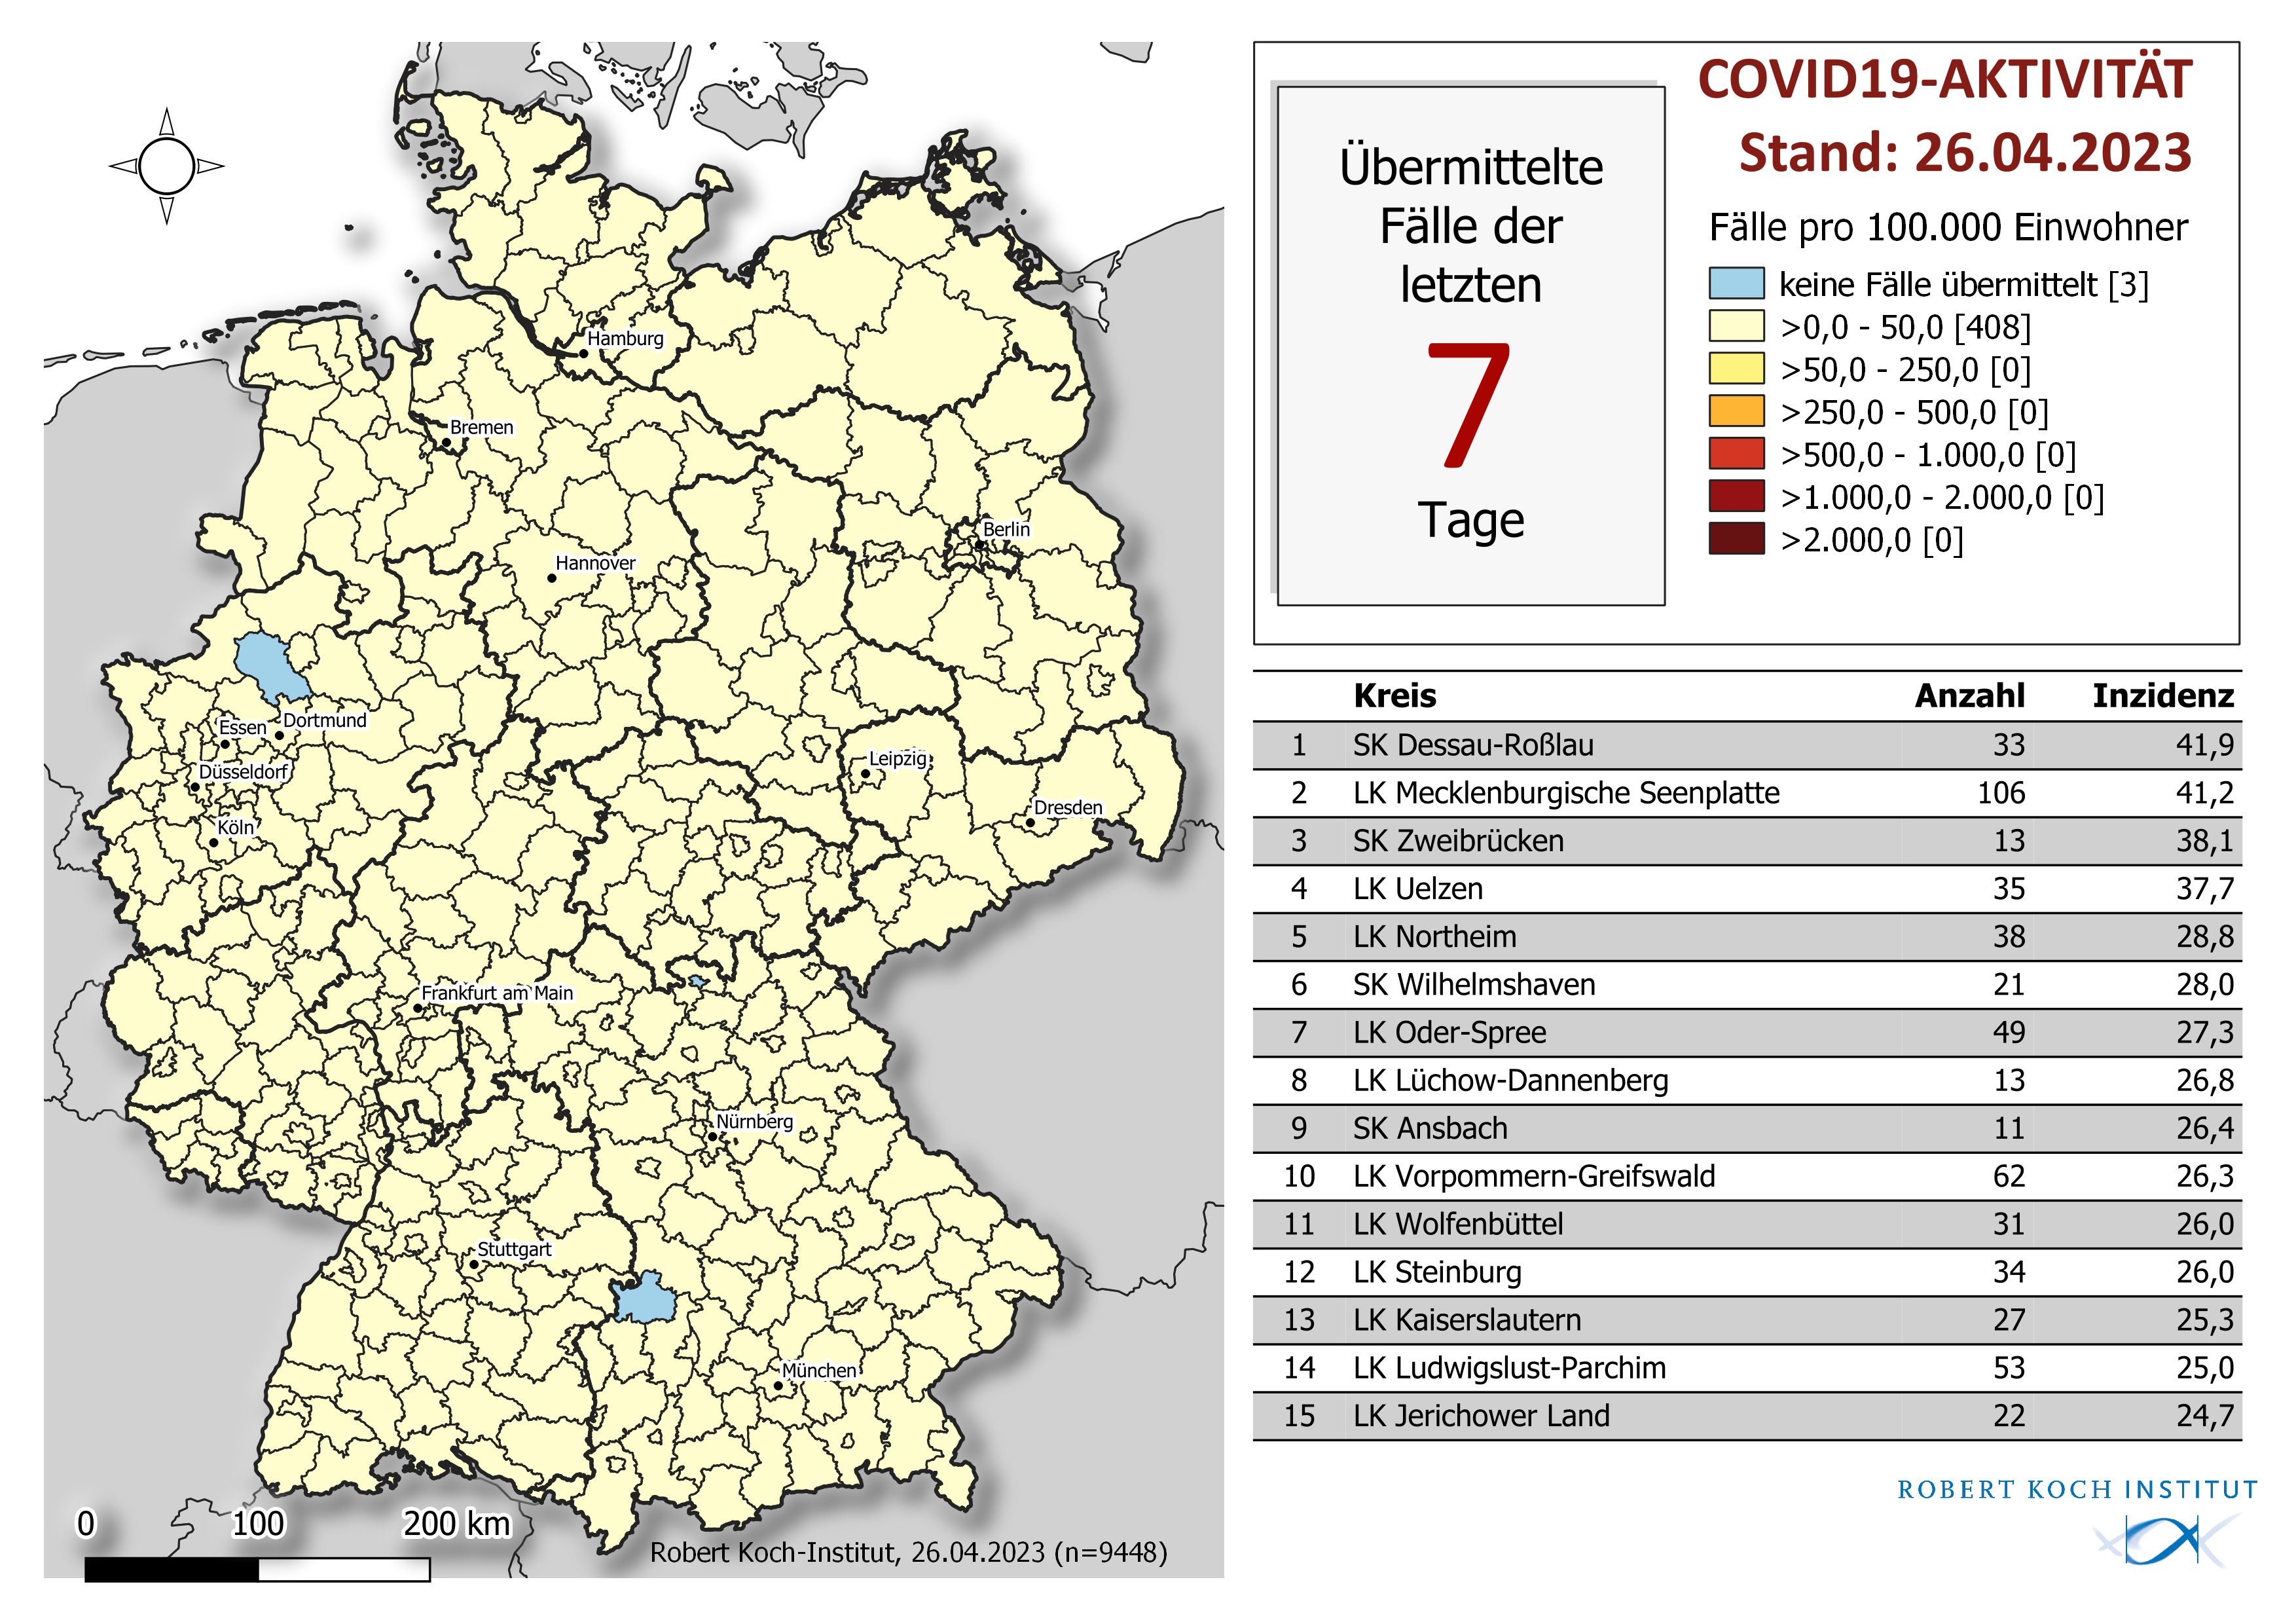 COVID19-AKTIVITÄT
Stand: 26.04.2023
Übermittelte
Fälle der
letzten
7
Tage
Fälle pro 100.000 Einwohner
keine Fälle übermittelt [3]
>0,0 - 50,0 [408]
>50,0 - 250,0 [0]
>250,0 - 500,0 [0]
>500,0 - 1.000,0 [0]
>1.000,0 - 2.000,0 [0]
>2.000,0 [0]
Hamburg
Bremen
Berlin
Hannover
Essen
Dortmund
Düsseldorf
Köln
Leipzig
Dresden
Frankfurt am Main
Nürnberg
Stuttgart
München
0 100 200 km
Robert Koch-Institut, 26.04.2023 (n=9448)
Kreis Anzahl Inzidenz
1 SK Dessau-Roßlau 33 41,9
2 LK Mecklenburgische Seenplatte 106 41,2
3 SK Zweibrücken 13 38,1
4 LK Uelzen 35 37,7
5 LK Northeim 38 28,8
6 SK Wilhelmshaven 21 28,0
7 LK Oder-Spree 49 27,3
8 LK Lüchow-Dannenberg 13 26,8
9 SK Ansbach 11 26,4
10 LK Vorpommern-Greifswald 62 26,3
11 LK Wolfenbüttel 31 26,0
12 LK Steinburg 34 26,0
13 LK Kaiserslautern 27 25,3
14 LK Ludwigslust-Parchim 53 25,0
15 LK Jerichower Land 22 24,7
ROBERT KOCH INSTITUT